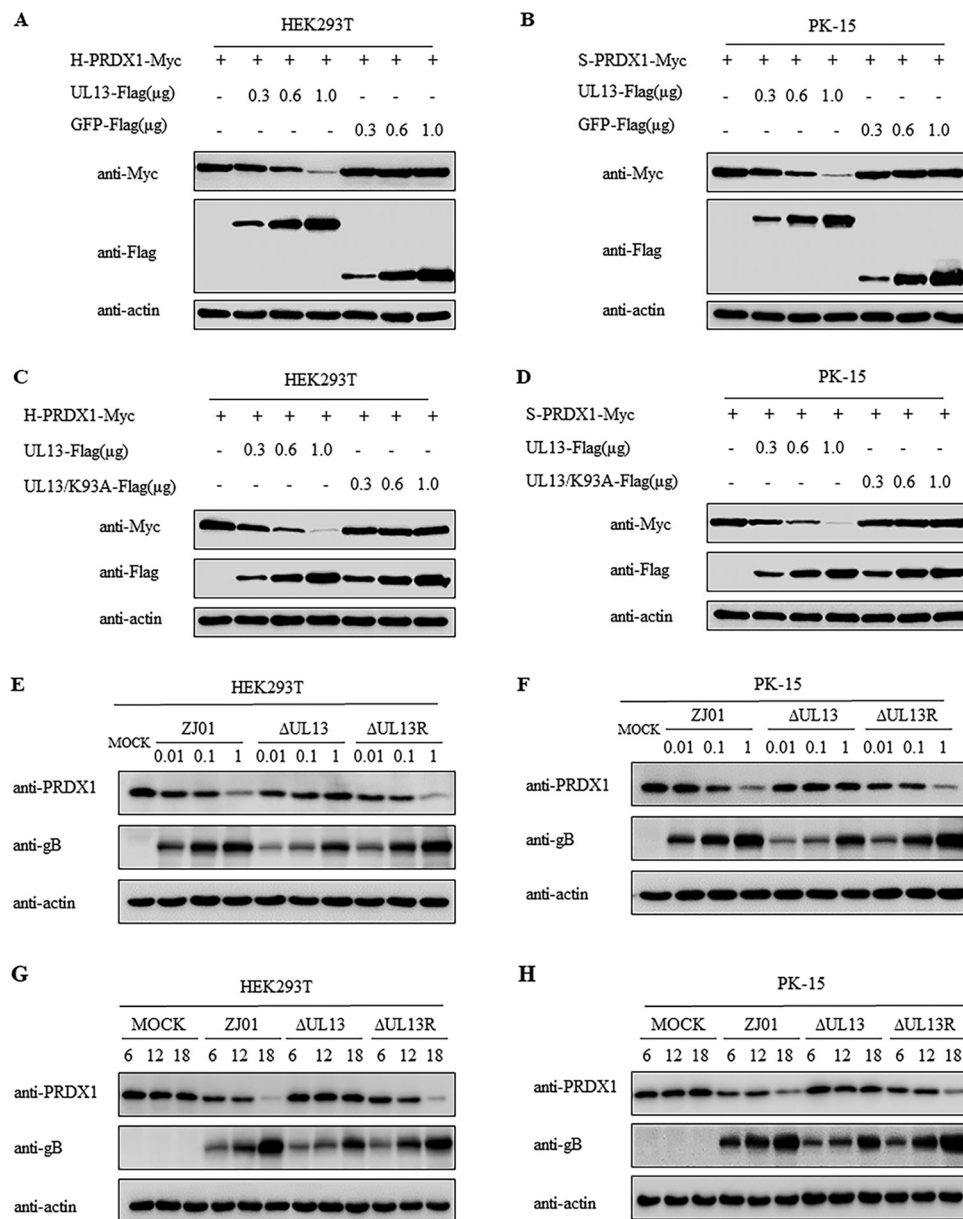 A
HEK293T
H-PRDX1-Myc + + + + + + +
UL13-Flag(µg) - 0.3 0.6 1.0 - - -
GFP-Flag(µg) - - - - 0.3 0.6 1.0
anti-Myc
anti-Flag
anti-actin
B
PK-15
S-PRDX1-Myc + + + + + + +
UL13-Flag(µg) - 0.3 0.6 1.0 - - -
GFP-Flag(µg) - - - - 0.3 0.6 1.0
anti-Myc
anti-Flag
anti-actin
C
HEK293T
H-PRDX1-Myc + + + + + + +
UL13-Flag(µg) - 0.3 0.6 1.0 - - -
UL13/K93A-Flag(µg) - - - - 0.3 0.6 1.0
anti-Myc
anti-Flag
anti-actin
D
PK-15
S-PRDX1-Myc + + + + + + +
UL13-Flag(µg) - 0.3 0.6 1.0 - - -
UL13/K93A-Flag(µg) - - - - 0.3 0.6 1.0
anti-Myc
anti-Flag
anti-actin
E
HEK293T
MOCK ZJ01 ΔUL13 ΔUL13R
0.01 0.1 1 0.01 0.1 1 0.01 0.1 1
anti-PRDX1
anti-gB
anti-actin
F
PK-15
MOCK ZJ01 ΔUL13 ΔUL13R
0.01 0.1 1 0.01 0.1 1 0.01 0.1 1
anti-PRDX1
anti-gB
anti-actin
G
HEK293T
MOCK ZJ01 ΔUL13 ΔUL13R
6 12 18 6 12 18 6 12 18 6 12 18
anti-PRDX1
anti-gB
anti-actin
H
PK-15
MOCK ZJ01 ΔUL13 ΔUL13R
6 12 18 6 12 18 6 12 18 6 12 18
anti-PRDX1
anti-gB
anti-actin